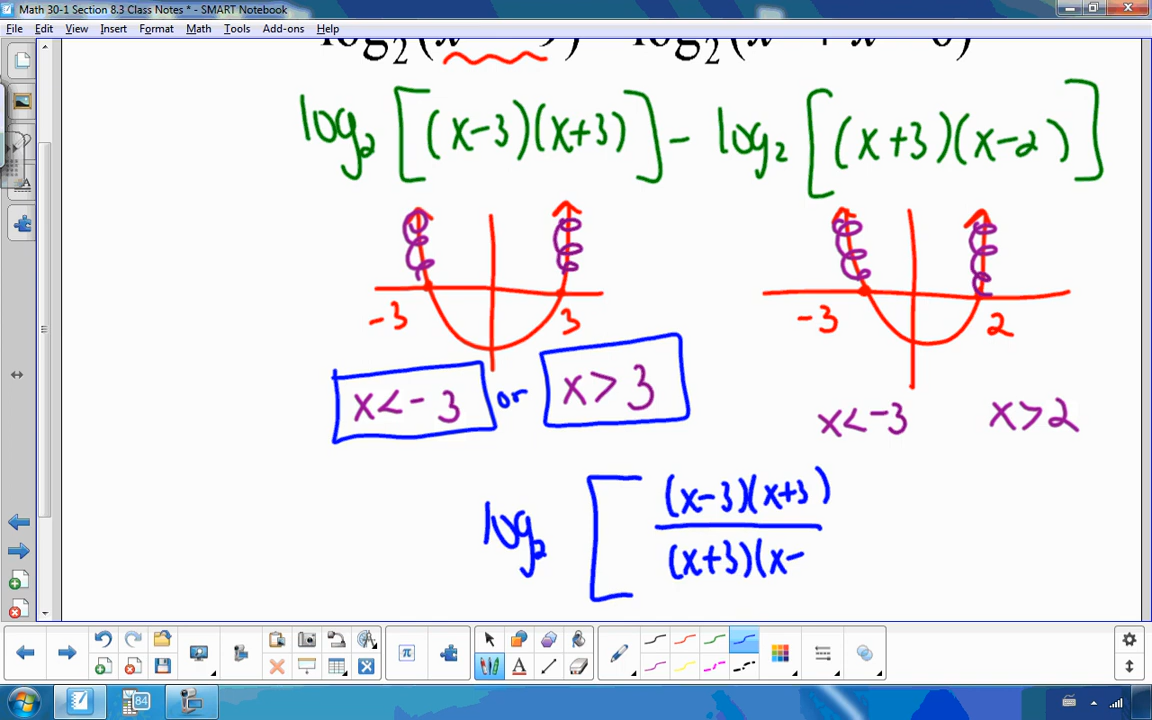 Math 30-1 Section 8.3 Class Notes * - SMART Notebook
File Edit View Insert Format Math Tools Add-ons Help
log₂[(x-3)(x+3)] - log₂[(x+3)(x-2)]
-3 3 -3 2
x<-3 or x>3 x<-3 x>2
log₂[(x-3)(x+3)
(x+3)(x-
π
A
84